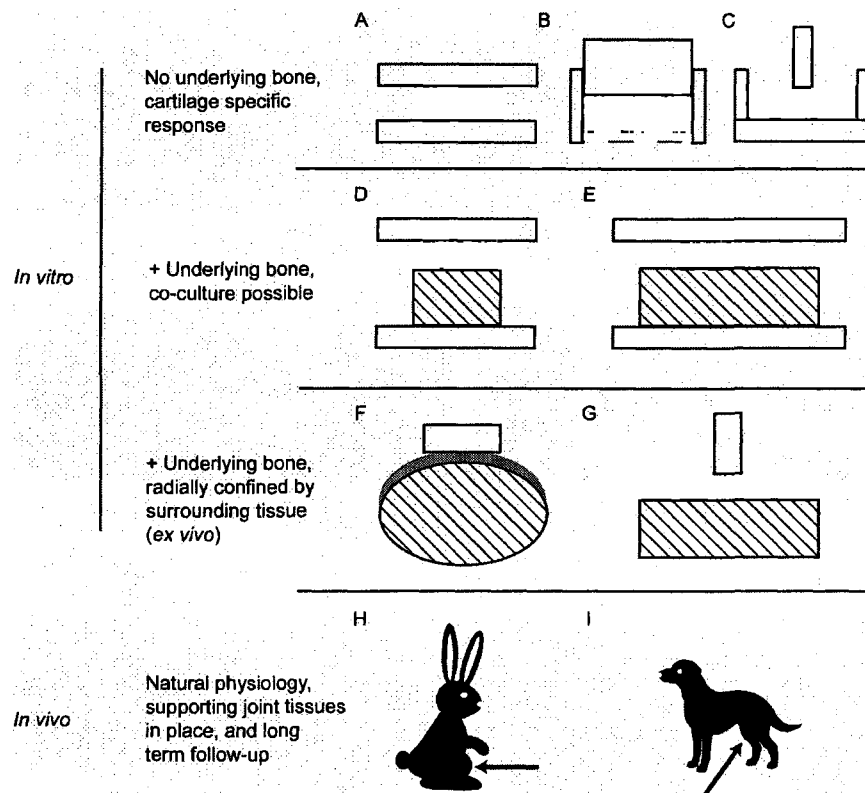 A
B
C
No underlying bone,
cartilage specific
response
D
E
In vitro
+ Underlying bone,
co-culture possible
F
G
+ Underlying bone,
radially confined by
surrounding tissue
(ex vivo)
H
I
In vivo
Natural physiology,
supporting joint tissues
in place, and long
term follow-up